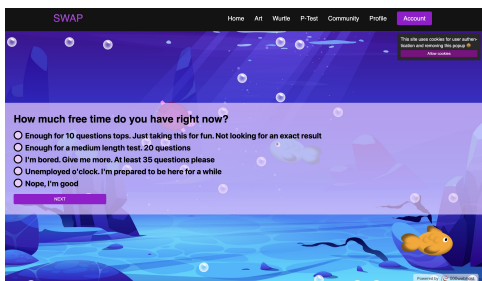 SWAP
Home Art Wurtle P-Test Community Profile Account
This site uses cookies for user authen-
tication and removing this popup
Allow cookies
How much free time do you have right now?
Enough for 10 questions tops. Just taking this for fun. Not looking for an exact result
Enough for a medium length test. 20 questions
I'm bored. Give me more. At least 35 questions please
Unemployed o'clock. I'm prepared to be here for a while
Nope, I'm good
NEXT
Powered by